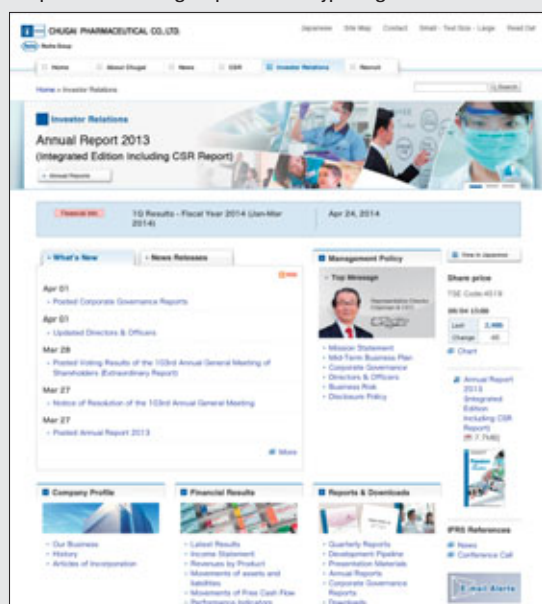 CHUGAI PHARMACEUTICAL CO., LTD.
Roche Roche Group
Japanese Site Map Contact Small - Text Size - Large Read Out
Home About Chugai News CSR Investor Relations Recruit
Home > Investor Relations
Search
Investor Relations
Annual Report 2013
(Integrated Edition Including CSR Report)
Annual Reports
Financial Info.
1Q Results - Fiscal Year 2014 (Jan-Mar
2014)
Apr 24, 2014
What's New
News Releases
Apr 01
Posted Corporate Governance Reports
Apr 01
Updated Directors & Officers
Mar 28
Posted Voting Results of the 103rd Annual General Meeting of
Shareholders (Extraordinary Report)
Mar 27
Notice of Resolution of the 103rd Annual General Meeting
Mar 27
Posted Annual Report 2013
More
Management Policy
Top Message
Representative Director,
Chairman & CEO
Mission Statement
Mid-Term Business Plan
Corporate Governance
Directors & Officers
Business Risk
Disclosure Policy
View in Japanese
Share price
TSE Code:4519
Last
Change
Chart
Annual Report
2013
(Integrated
Edition
Including CSR
Report)
7.7MB]
IFRS References
News
Conference Call
E-mail Alerts
Company Profile
Our Business
History
Articles of Incorporation
Financial Results
Latest Results
Income Statement
Revenues by Product
Movements of assets and
liabilities
Movements of Free Cash Flow
Performance Indicators
Reports & Downloads
Quarterly Reports
Development Pipeline
Presentation Materials
Annual Reports
Corporate Governance
Reports
Downloads